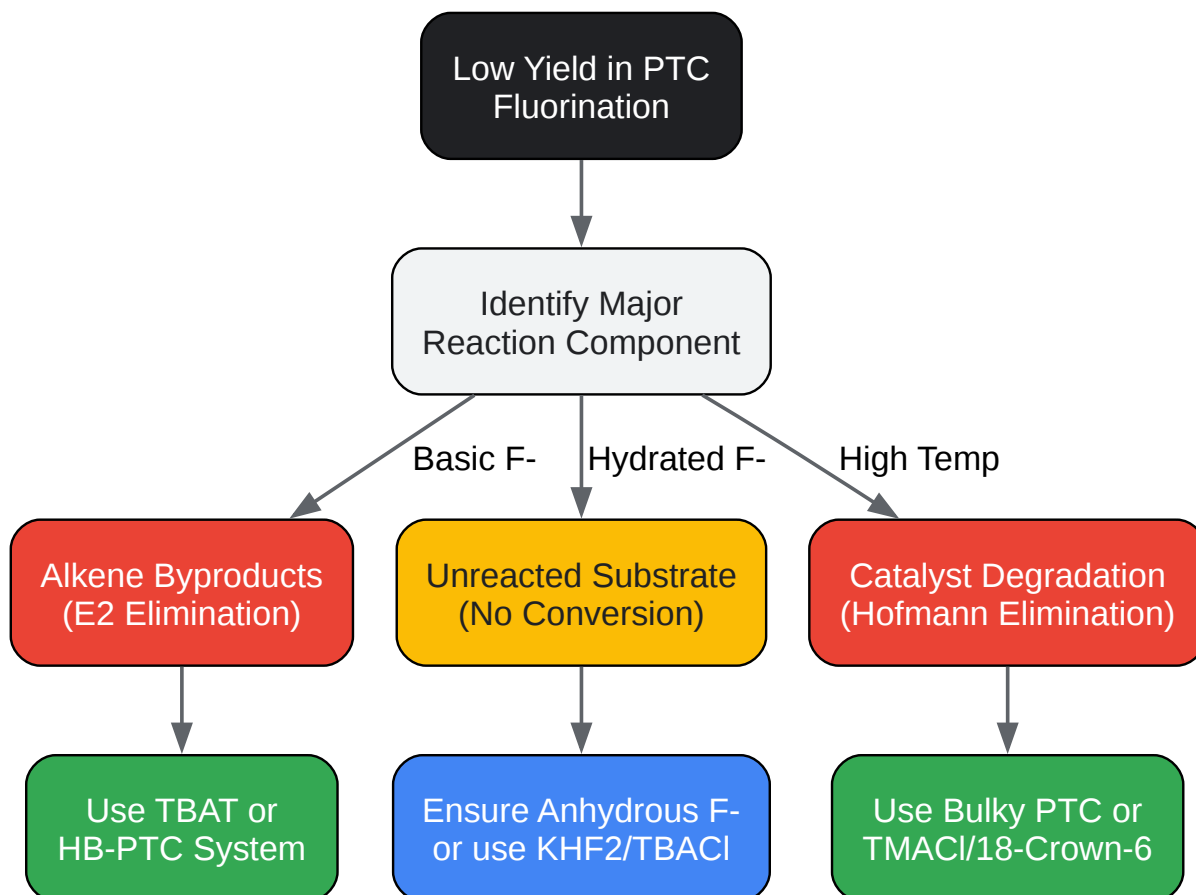 Low Yield in PTC
Fluorination
Identify Major
Reaction Component
Basic F-
Hydrated F-
High Temp
Alkene Byproducts
(E2 Elimination)
Unreacted Substrate
(No Conversion)
Catalyst Degradation
(Hofmann Elimination)
Use TBAT or
HB-PTC System
Ensure Anhydrous F-
or use KHF2/TBACl
Use Bulky PTC or
TMACl/18-Crown-6